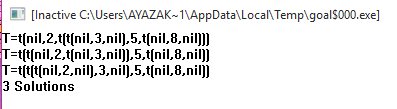 [Inactive C:\Users\AYAZAK~1\AppData\Local\Temp\goal$000.exe]
T=t(nil,2,t(t(nil,3,nil),5,t(nil,8,nil)))
T=t(nil,2,t(t(nil,3,nil),5,t(nil,8,nil)))
T=t(t(t(nil,2,nil),3,nil),5,t(nil,8,nil))
3 Solutions